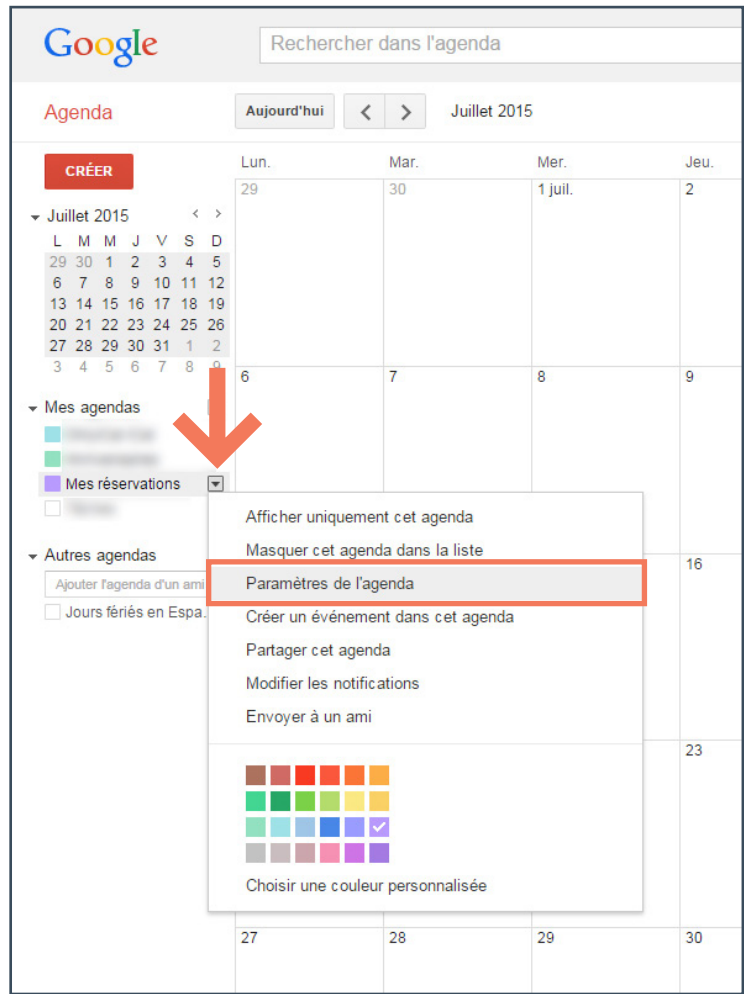 Google
Rechercher dans l'agenda
Agenda
Aujourd'hui < > Juillet 2015
CRÉER
Juillet 2015 < >
L M M J V S D
29 30 1 2 3 4 5
6 7 8 9 10 11 12
13 14 15 16 17 18 19
20 21 22 23 24 25 26
27 28 29 30 31 1 2
3 4 5 6 7 8 9
Mes agendas
Mes réservations
Autres agendas
Ajouter l'agenda d'un ami
Jours fériés en Espa.
Lun. Mar. Mer. Jeu.
29 30 1 juil. 2
6 7 8 9
Afficher uniquement cet agenda
Masquer cet agenda dans la liste
Paramètres de l'agenda
Créer un événement dans cet agenda
Partager cet agenda
Modifier les notifications
Envoyer à un ami
Choisir une couleur personnalisée
16
23
27 28 29 30